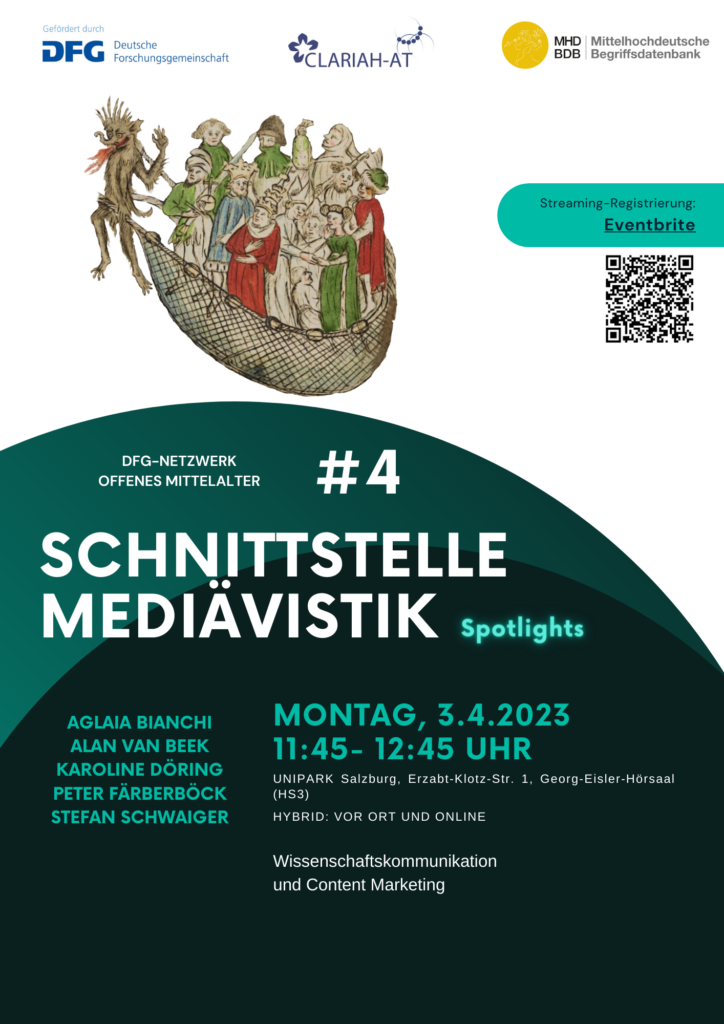 Gefördert durch
DFG Deutsche
Forschungsgemeinschaft
CLARIAH-AT
MHD Mittelhochdeutsche
BDB Begriffsdatenbank
Streaming-Registrierung:
Eventbrite
DFG-NETZWERK
OFFENES MITTELALTER
#4
SCHNITTSTELLE
MEDIÄVISTIK Spotlights
AGLAIA BIANCHI
ALAN VAN BEEK
KAROLINE DÖRING
PETER FÄRBERBÖCK
STEFAN SCHWAIGER
MONTAG, 3.4.2023
11:45- 12:45 UHR
UNIPARK Salzburg, Erzabt-Klotz-Str. 1, Georg-Eisler-Hörsaal
(HS3)
HYBRID: VOR ORT UND ONLINE
Wissenschaftskommunikation
und Content Marketing